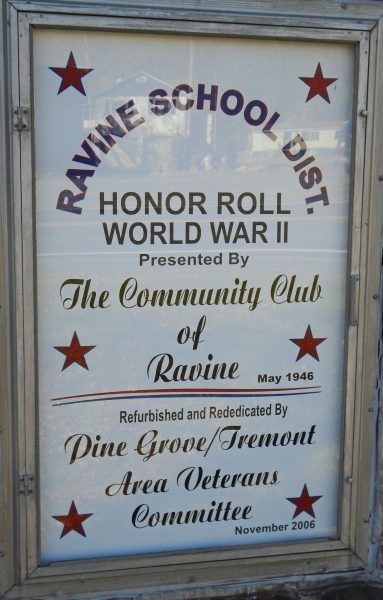 RAVINE SCHOOL DIST.
HONOR ROLL
WORLD WAR II
Presented By
The Community Club
of
Ravine
May 1946
Refurbished and Rededicated By
Pine Grove/Tremont
Area Veterans
Committee
November 2006